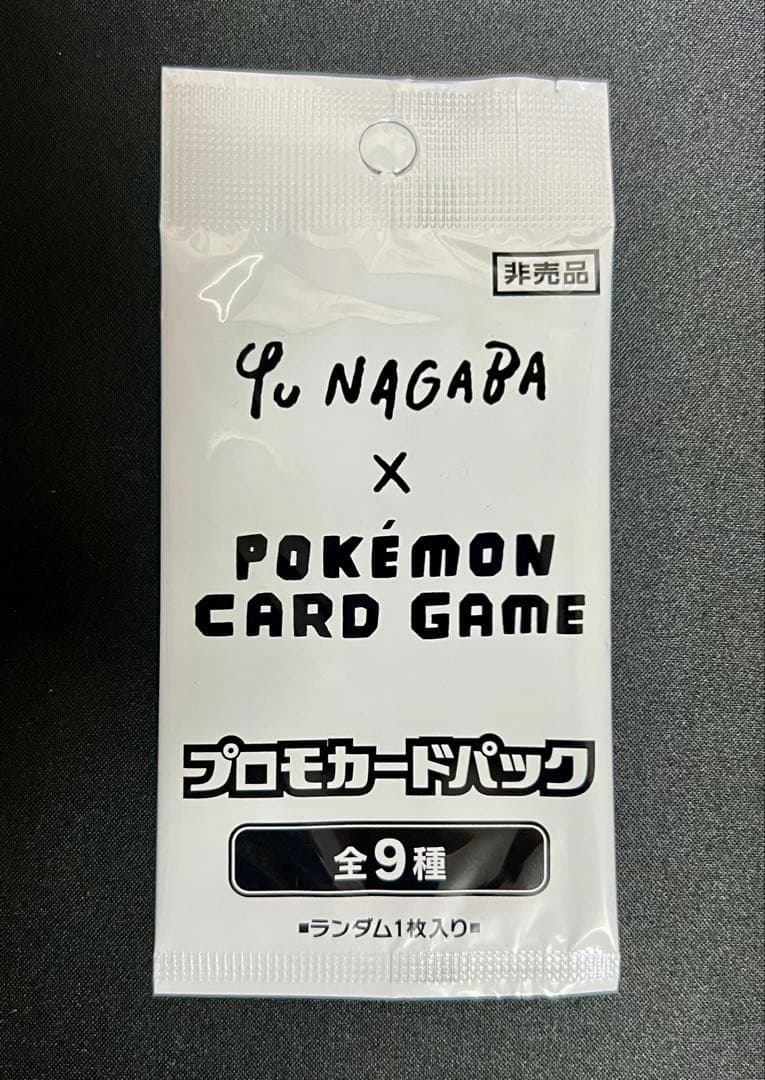 非売品
Yu NAGABA
×
POKÉMON
CARD GAME
プロモカードパック
全9種
■ランダム1枚入り■